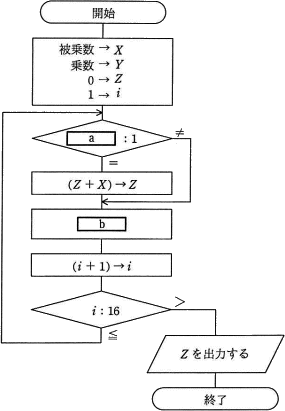 開始
被乗数 → X
乗数 → Y
0 → Z
1 → i
a : 1
≠
=
(Z + X) → Z
b
(i + 1) → i
i : 16
>
≦
Z を出力する
終了